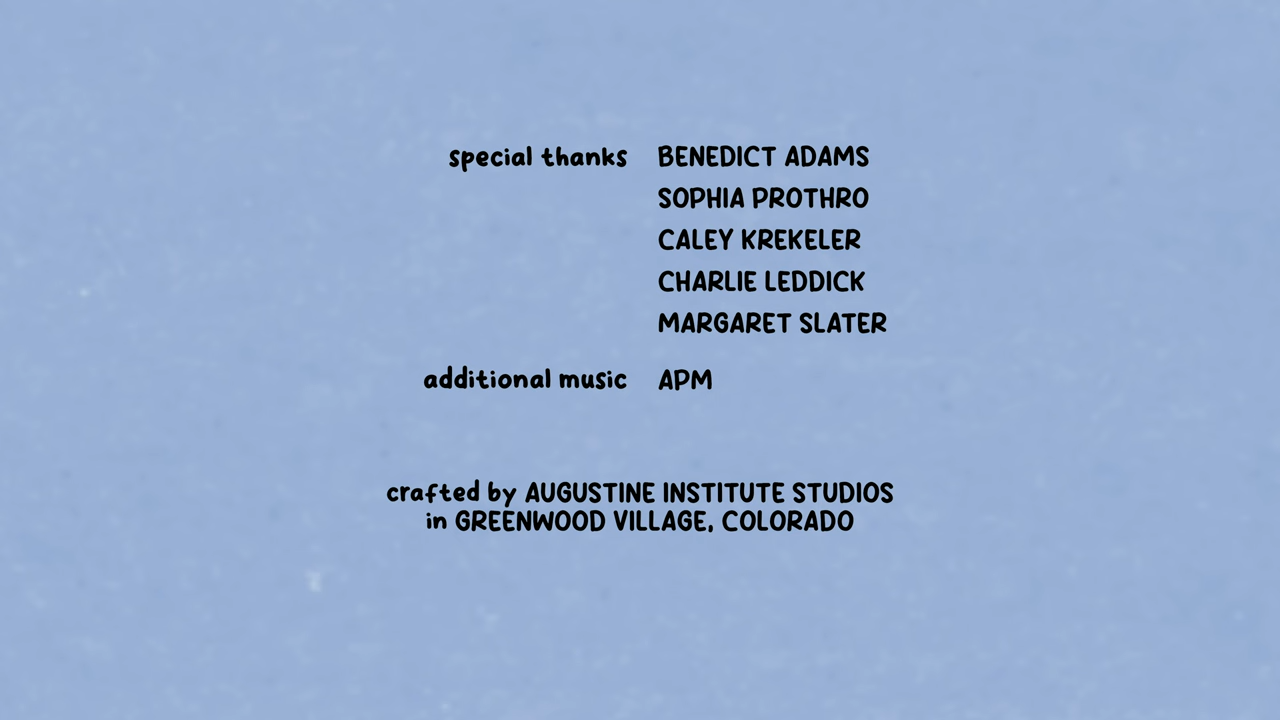 special thanks BENEDICT ADAMS
SOPHIA PROTHRO
CALEY KREKELER
CHARLIE LEDDICK
MARGARET SLATER
additional music APM
crafted by AUGUSTINE INSTITUTE STUDIOS
in GREENWOOD VILLAGE, COLORADO